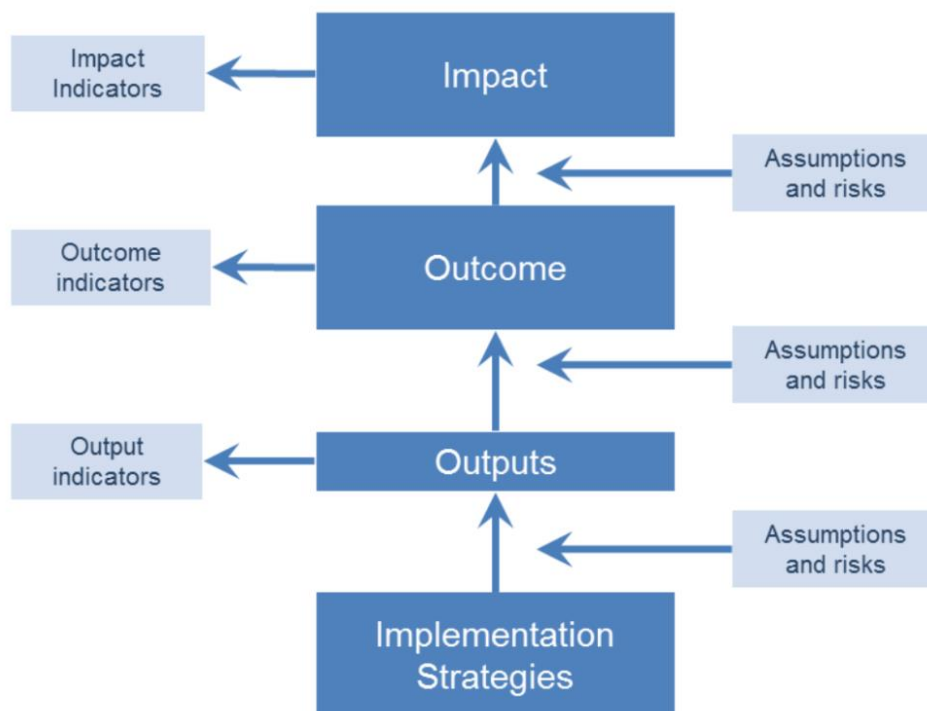 Impact
Indicators
Impact
Assumptions
and risks
Outcome
indicators
Outcome
Assumptions
and risks
Output
indicators
Outputs
Assumptions
and risks
Implementation
Strategies